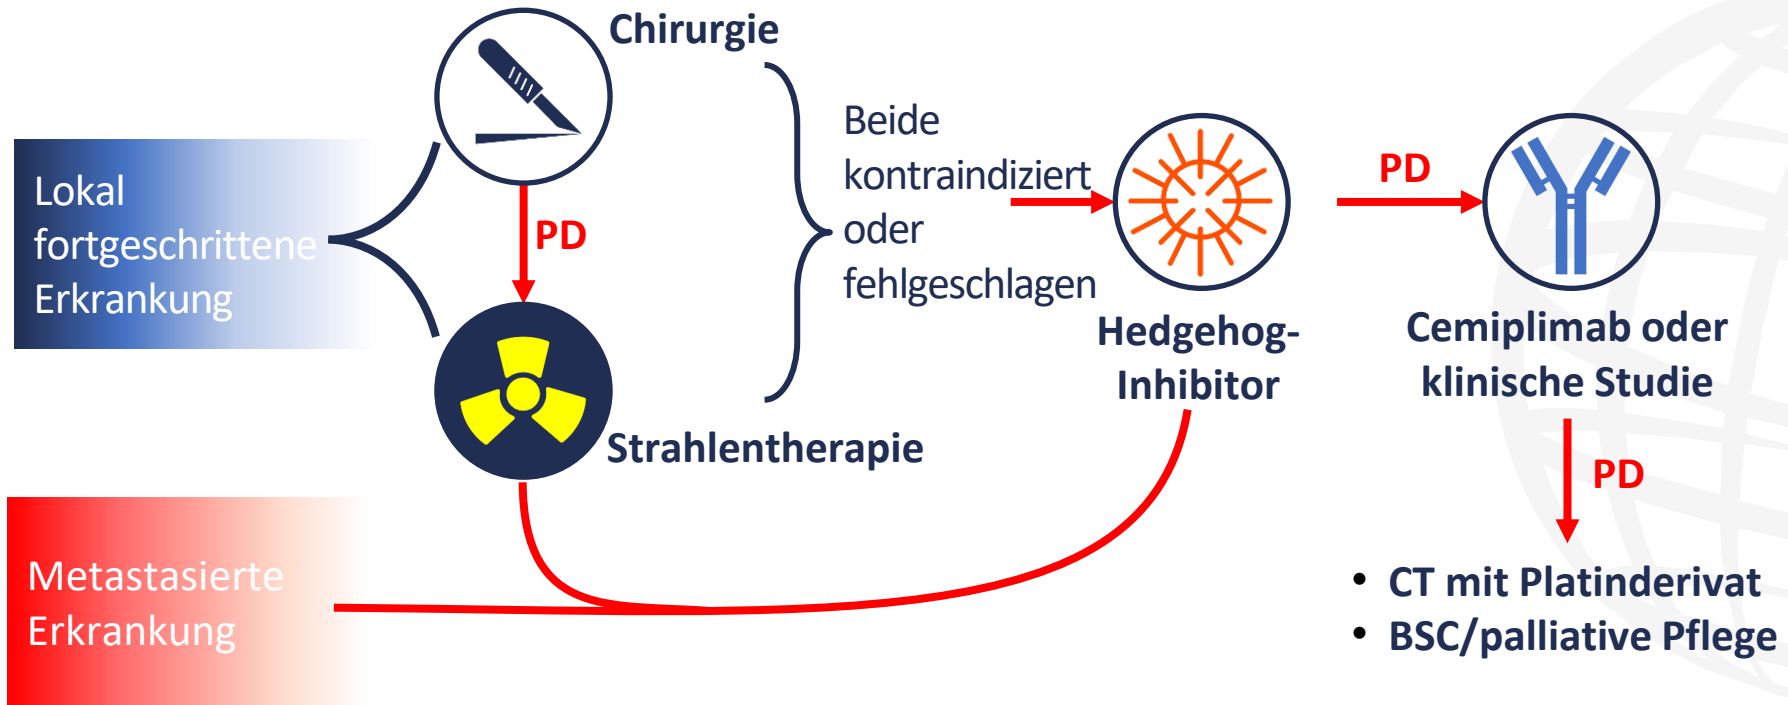 Chirurgie
Lokal
fortgeschrittene
Erkrankung
PD
Beide
kontraindiziert
oder
fehlgeschlagen
PD
Hedgehog-
Inhibitor
Cemiplimab oder
klinische Studie
Strahlentherapie
PD
Metastasierte
Erkrankung
• CT mit Platinderivat
• BSC/palliative Pflege